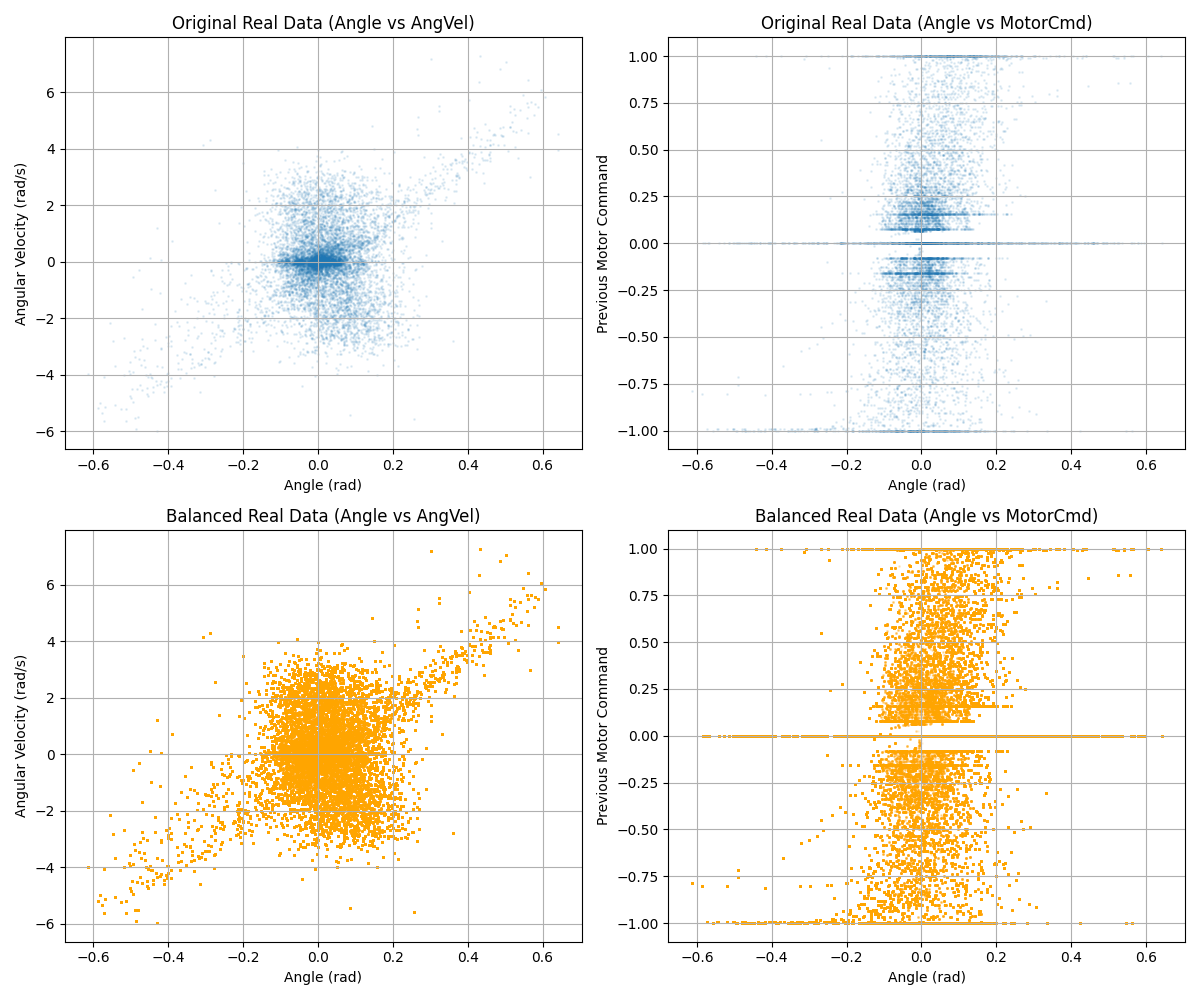 Original Real Data (Angle vs AngVel)
6
4
2
0
−2
−4
−6
Angular Velocity (rad/s)
−0.6 −0.4 −0.2 0.0 0.2 0.4 0.6
Angle (rad)
Original Real Data (Angle vs MotorCmd)
1.00
0.75
0.50
0.25
0.00
−0.25
−0.50
−0.75
−1.00
Previous Motor Command
−0.6 −0.4 −0.2 0.0 0.2 0.4 0.6
Angle (rad)
Balanced Real Data (Angle vs AngVel)
6
4
2
0
−2
−4
−6
Angular Velocity (rad/s)
−0.6 −0.4 −0.2 0.0 0.2 0.4 0.6
Angle (rad)
Balanced Real Data (Angle vs MotorCmd)
1.00
0.75
0.50
0.25
0.00
−0.25
−0.50
−0.75
−1.00
Previous Motor Command
−0.6 −0.4 −0.2 0.0 0.2 0.4 0.6
Angle (rad)